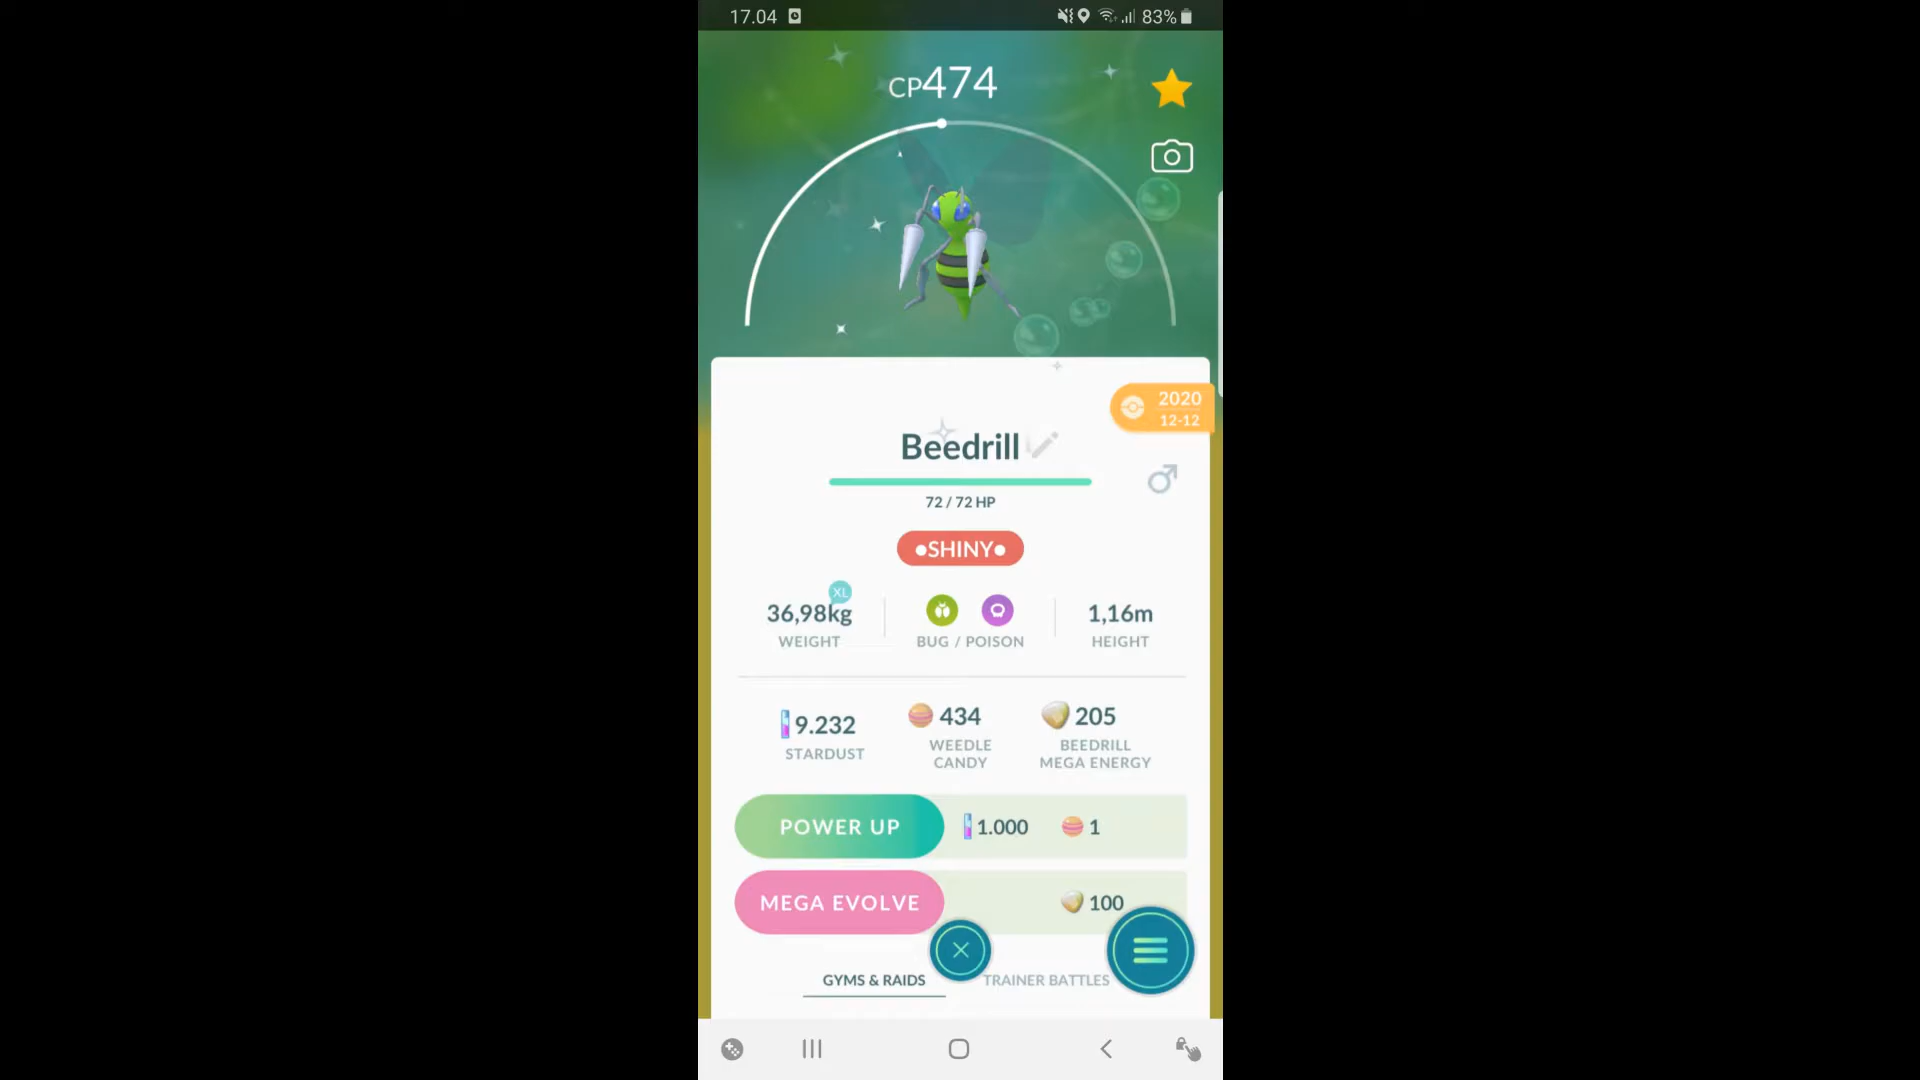 17.04
83%
CP474
2020
12-12
Beedrill
72 / 72 HP
•SHINY•
XL
36,98kg
WEIGHT
BUG / POISON
1,16m
HEIGHT
9.232
STARDUST
434
WEEDLE
CANDY
205
BEEDRILL
MEGA ENERGY
POWER UP
1.000
1
MEGA EVOLVE
100
GYMS & RAIDS
TRAINER BATTLES